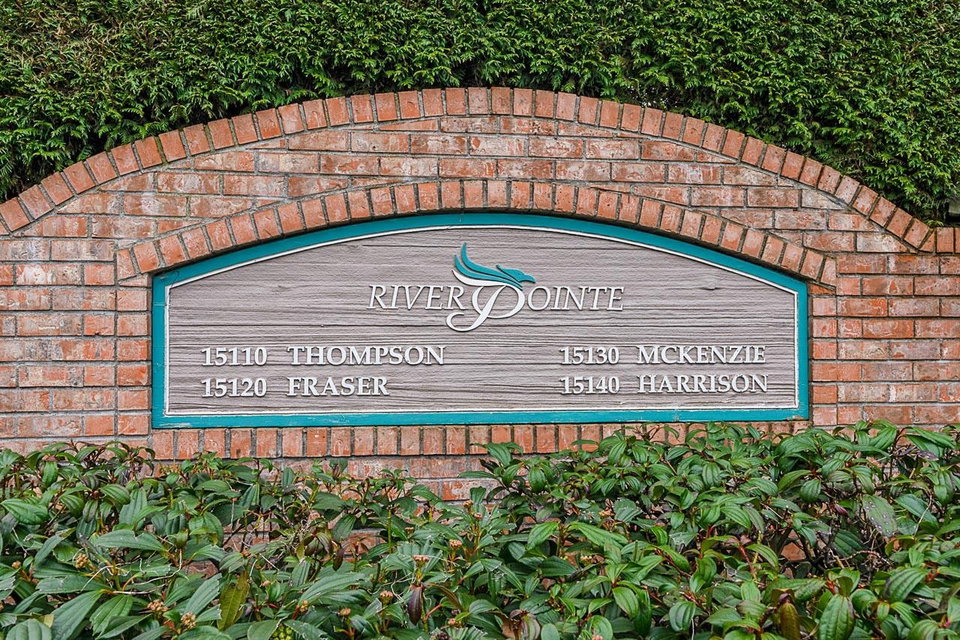 RIVER POINTE
15110 THOMPSON
15120 FRASER
15130 MCKENZIE
15140 HARRISON